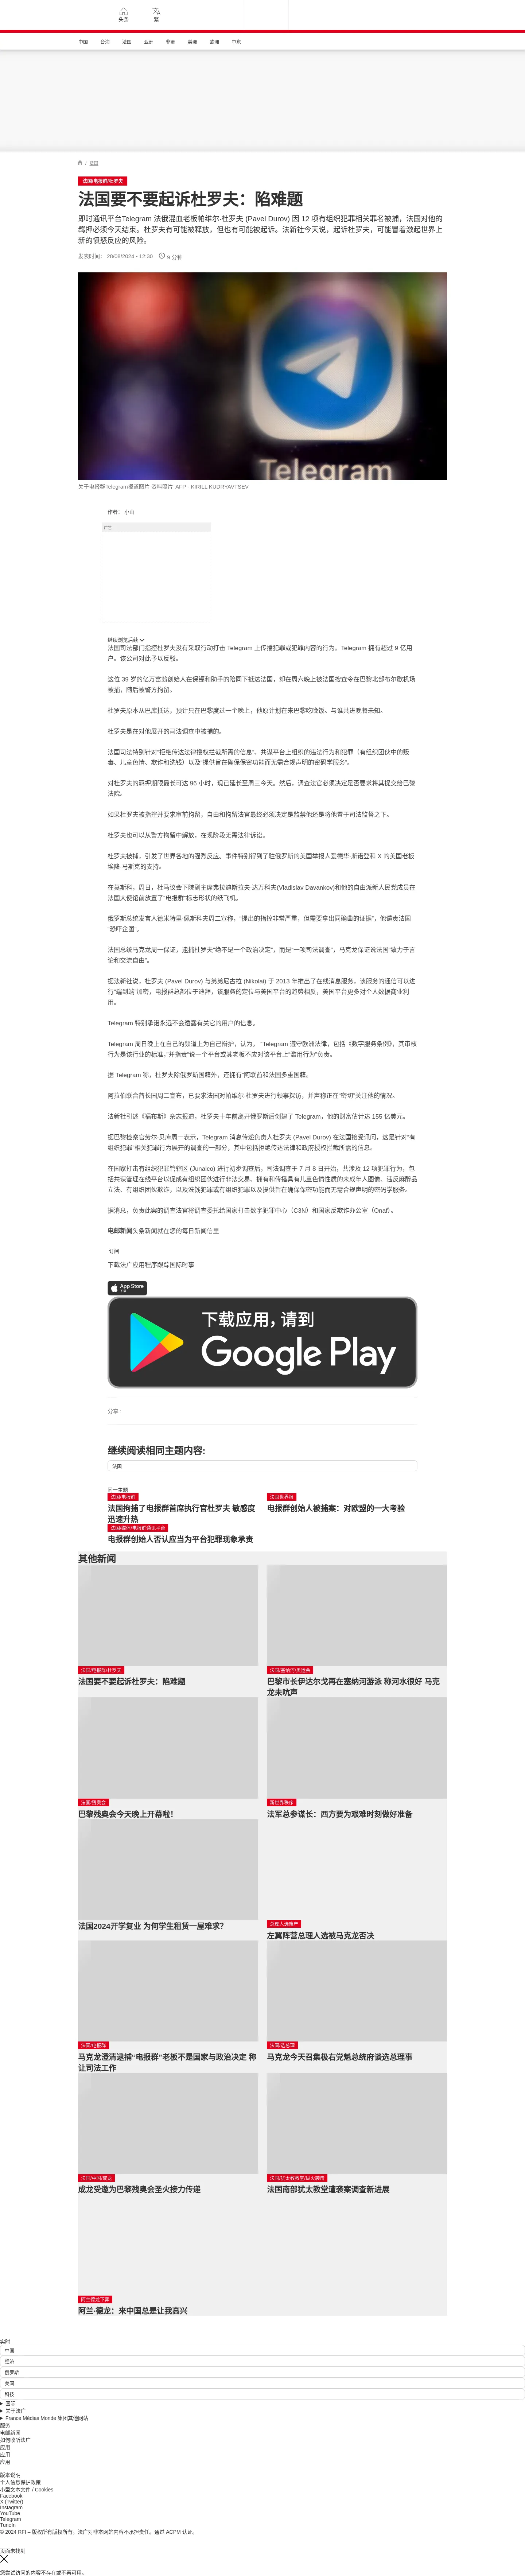 头条
繁
中国
台海
法国
亚洲
非洲
美洲
欧洲
中东
/ 法国
法国/电报群/杜罗夫
法国要不要起诉杜罗夫：陷难题
即时通讯平台Telegram 法俄混血老板帕维尔·杜罗夫 (Pavel Durov) 因 12 项有组织犯罪相关罪名被捕，法国对他的
羁押必须今天结束。杜罗夫有可能被释放，但也有可能被起诉。法新社今天说，起诉杜罗夫，可能冒着激起世界上
新的愤怒反应的风险。
发表时间： 28/08/2024 - 12:30
9 分钟
Telegram
关于电报群Telegram报道图片 资料照片 AFP - KIRILL KUDRYAVTSEV
作者： 小山
广告
继续浏览后续
法国司法部门指控杜罗夫没有采取行动打击 Telegram 上传播犯罪或犯罪内容的行为。Telegram 拥有超过 9 亿用
户。该公司对此予以反驳。
这位 39 岁的亿万富翁创始人在保镖和助手的陪同下抵达法国，却在周六晚上被法国搜查令在巴黎北部布尔歇机场
被捕，随后被警方拘留。
杜罗夫原本从巴库抵达。预计只在巴黎度过一个晚上，他原计划在来巴黎吃晚饭。与谁共进晚餐未知。
杜罗夫是在对他展开的司法调查中被捕的。
法国司法特别针对“拒绝传达法律授权拦截所需的信息”、共谋平台上组织的违法行为和犯罪（有组织团伙中的贩
毒、儿童色情、欺诈和洗钱）以及“提供旨在确保保密功能而无需合规声明的密码学服务”。
对杜罗夫的羁押期限最长可达 96 小时，现已延长至周三今天。然后，调查法官必须决定是否要求将其提交给巴黎
法院。
如果杜罗夫被指控并要求审前拘留，自由和拘留法官最终必须决定是监禁他还是将他置于司法监督之下。
杜罗夫也可以从警方拘留中解放，在现阶段无需法律诉讼。
杜罗夫被捕，引发了世界各地的强烈反应。事件特别得到了驻俄罗斯的美国举报人爱德华·斯诺登和 X 的美国老板
埃隆·马斯克的支持。
在莫斯科，周日，杜马议会下院副主席弗拉迪斯拉夫·达万科夫(Vladislav Davankov)和他的自由派新人民党成员在
法国大使馆前放置了“电报群”标志形状的纸飞机。
俄罗斯总统发言人德米特里·佩斯科夫周二宣称，“提出的指控非常严重，但需要拿出同确凿的证据”，他谴责法国
“恐吓企图”。
法国总统马克龙周一保证，逮捕杜罗夫“绝不是一个政治决定”，而是“一项司法调查”，马克龙保证说法国“致力于言
论和交流自由”。
据法新社说，杜罗夫 (Pavel Durov) 与弟弟尼古拉 (Nikolai) 于 2013 年推出了在线消息服务。该服务的通信可以进
行“端到端”加密，电报群总部位于迪拜，该服务的定位与美国平台的趋势相反，美国平台更多对个人数据商业利
用。
Telegram 特别承诺永远不会透露有关它的用户的信息。
Telegram 周日晚上在自己的频道上为自己辩护，认为， “Telegram 遵守欧洲法律，包括《数字服务条例》，其审核
行为是该行业的标准。”并指责“说一个平台或其老板不应对该平台上“滥用行为”负责。
据 Telegram 称，杜罗夫除俄罗斯国籍外，还拥有“阿联酋和法国多重国籍。
阿拉伯联合酋长国周二宣布，已要求法国对帕维尔·杜罗夫进行领事探访，并声称正在“密切”关注他的情况。
法新社引述《福布斯》杂志报道，杜罗夫十年前离开俄罗斯后创建了 Telegram，他的财富估计达 155 亿美元。
据巴黎检察官劳尔·贝库周一表示，Telegram 消息传递负责人杜罗夫 (Pavel Durov) 在法国接受讯问，这是针对“有
组织犯罪”相关犯罪行为展开的调查的一部分，其中包括拒绝传达法律和政府授权拦截所需的信息。
在国家打击有组织犯罪管辖区 (Junalco) 进行初步调查后，司法调查于 7 月 8 日开始，共涉及 12 项犯罪行为，包
括共谋管理在线平台以促成有组织团伙进行非法交易、拥有和传播具有儿童色情性质的未成年人图像、违反麻醉品
立法、有组织团伙欺诈，以及洗钱犯罪或有组织犯罪以及提供旨在确保保密功能而无需合规声明的密码学服务。
据消息，负责此案的调查法官将调查委托给国家打击数字犯罪中心（C3N）和国家反欺诈办公室（Onaf）。
电邮新闻头条新闻就在您的每日新闻信里
订阅
下载法广应用程序跟踪国际时事
App Store
下载
下载应用，请到
Google Play
分享 :
继续阅读相同主题内容:
法国
同一主题
法国/电报群
法国拘捕了电报群首席执行官杜罗夫 敏感度
迅速升热
法国世界报
电报群创始人被捕案：对欧盟的一大考验
法国/媒体/电报群通讯平台
电报群创始人否认应当为平台犯罪现象承责
其他新闻
法国/电报群/杜罗夫
法国要不要起诉杜罗夫：陷难题
法国/塞纳河/奥运会
巴黎市长伊达尔戈再在塞纳河游泳 称河水很好 马克
龙未吭声
法国/残奥会
巴黎残奥会今天晚上开幕啦！
新世界秩序
法军总参谋长：西方要为艰难时刻做好准备
法国2024开学复业 为何学生租赁一屋难求？
总理人选难产
左翼阵营总理人选被马克龙否决
法国/电报群
马克龙澄清逮捕“电报群”老板不是国家与政治决定 称
让司法工作
法国/选总理
马克龙今天召集极右党魁总统府谈选总理事
法国/中国/成龙
成龙受邀为巴黎残奥会圣火接力传递
法国/犹太教教堂/纵火袭击
法国南部犹太教堂遭袭案调查新进展
阿兰德龙下葬
阿兰·德龙：来中国总是让我高兴
实时
中国
经济
俄罗斯
美国
科技
国际
关于法广
France Médias Monde 集团其他网站
服务
电邮新闻
如何收听法广
应用
应用
应用
版本说明
个人信息保护政策
小型文本文件 / Cookies
Facebook
X (Twitter)
Instagram
YouTube
Telegram
TuneIn
© 2024 RFI – 版权所有版权所有。法广对非本网站内容不承担责任。通过 ACPM 认证。
页面未找到
您尝试访问的内容不存在或不再可用。